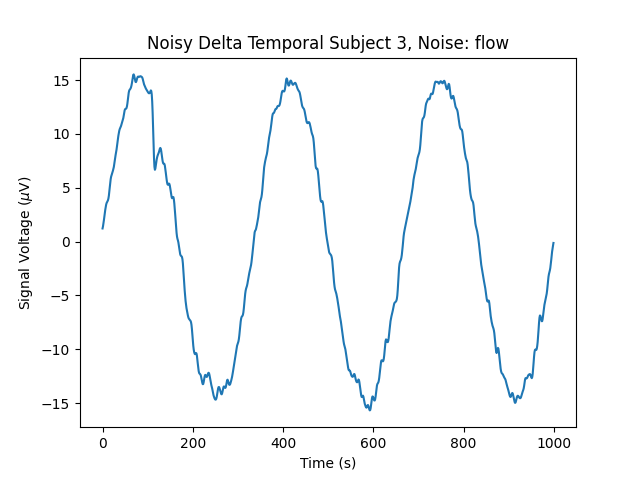 Noisy Delta Temporal Subject 3, Noise: flow
Signal Voltage (μV)
15
10
5
0
−5
−10
−15
0 200 400 600 800 1000
Time (s)